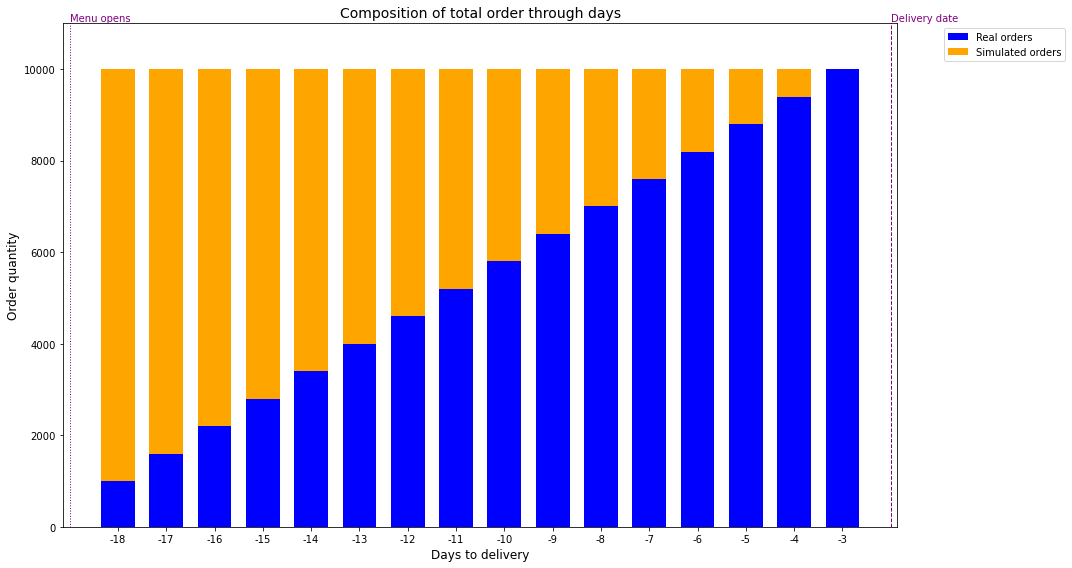 Composition of total order through days
Menu opens
Delivery date
Real orders
Simulated orders
Order quantity
10000
8000
6000
4000
2000
0
-18 -17 -16 -15 -14 -13 -12 -11 -10 -9 -8 -7 -6 -5 -4 -3
Days to delivery